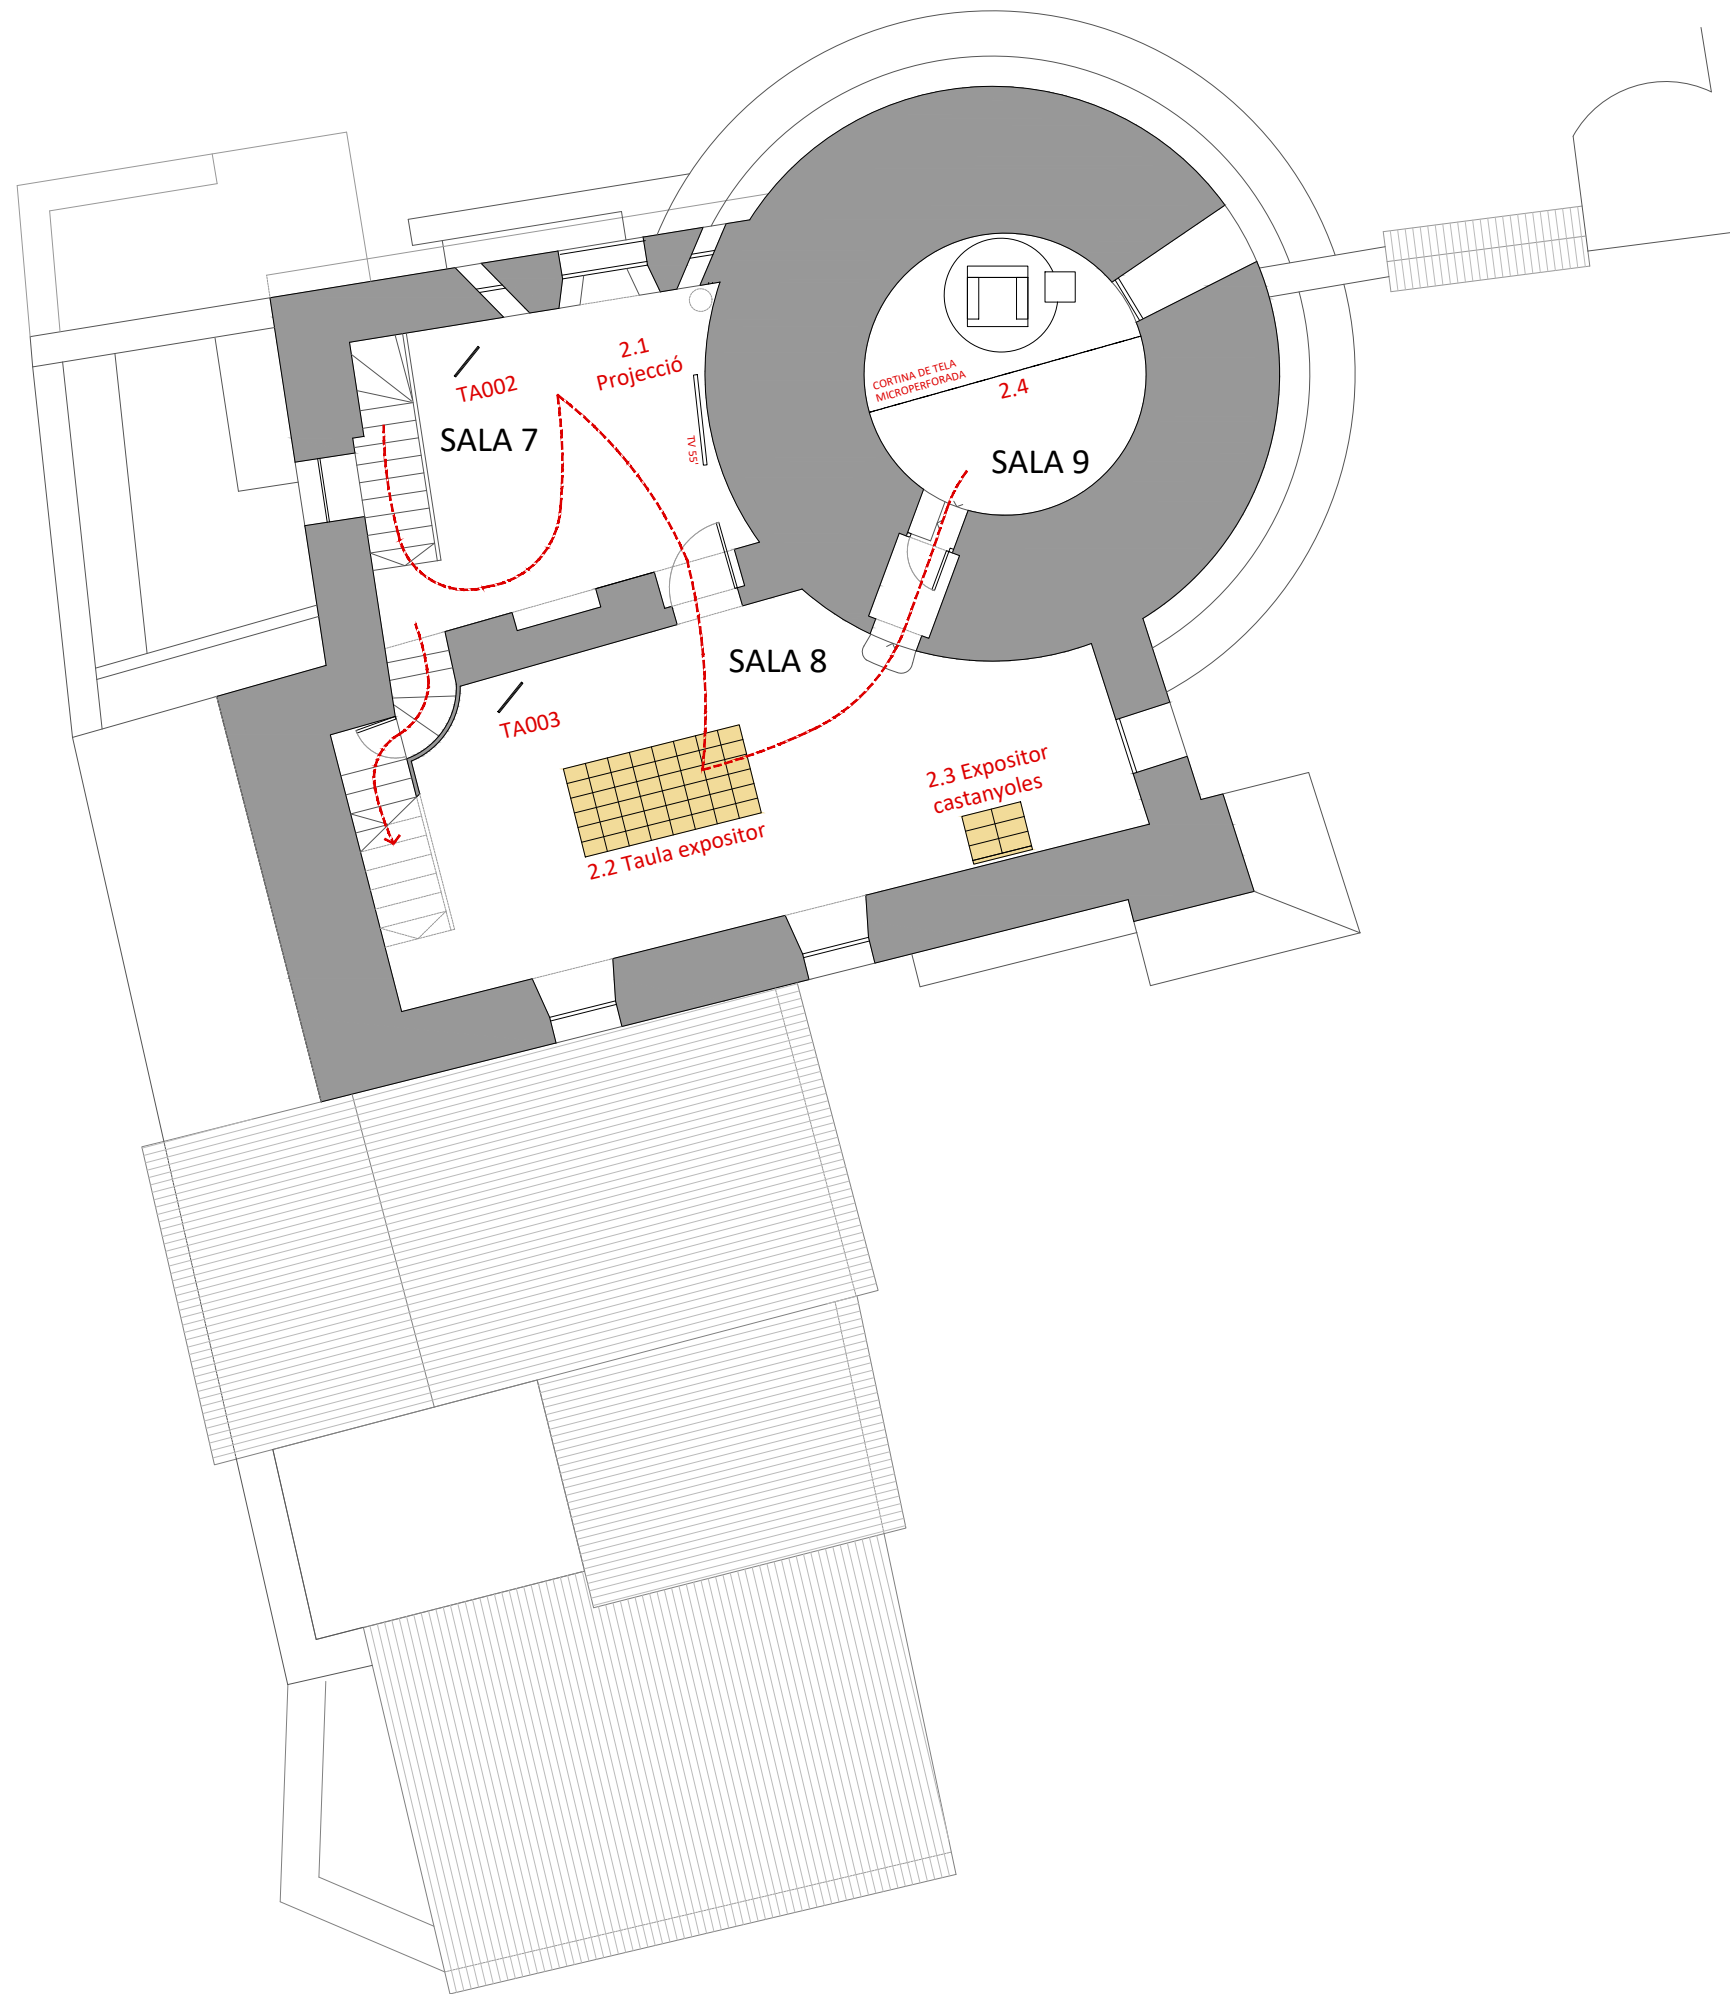 2.1
Projecció
TA002
SALA 7
TV 55'
CORTINA DE TELA
MICROPERFORADA
2.4
SALA 9
SALA 8
TA003
2.2 Taula expositor
2.3 Expositor
castanyoles